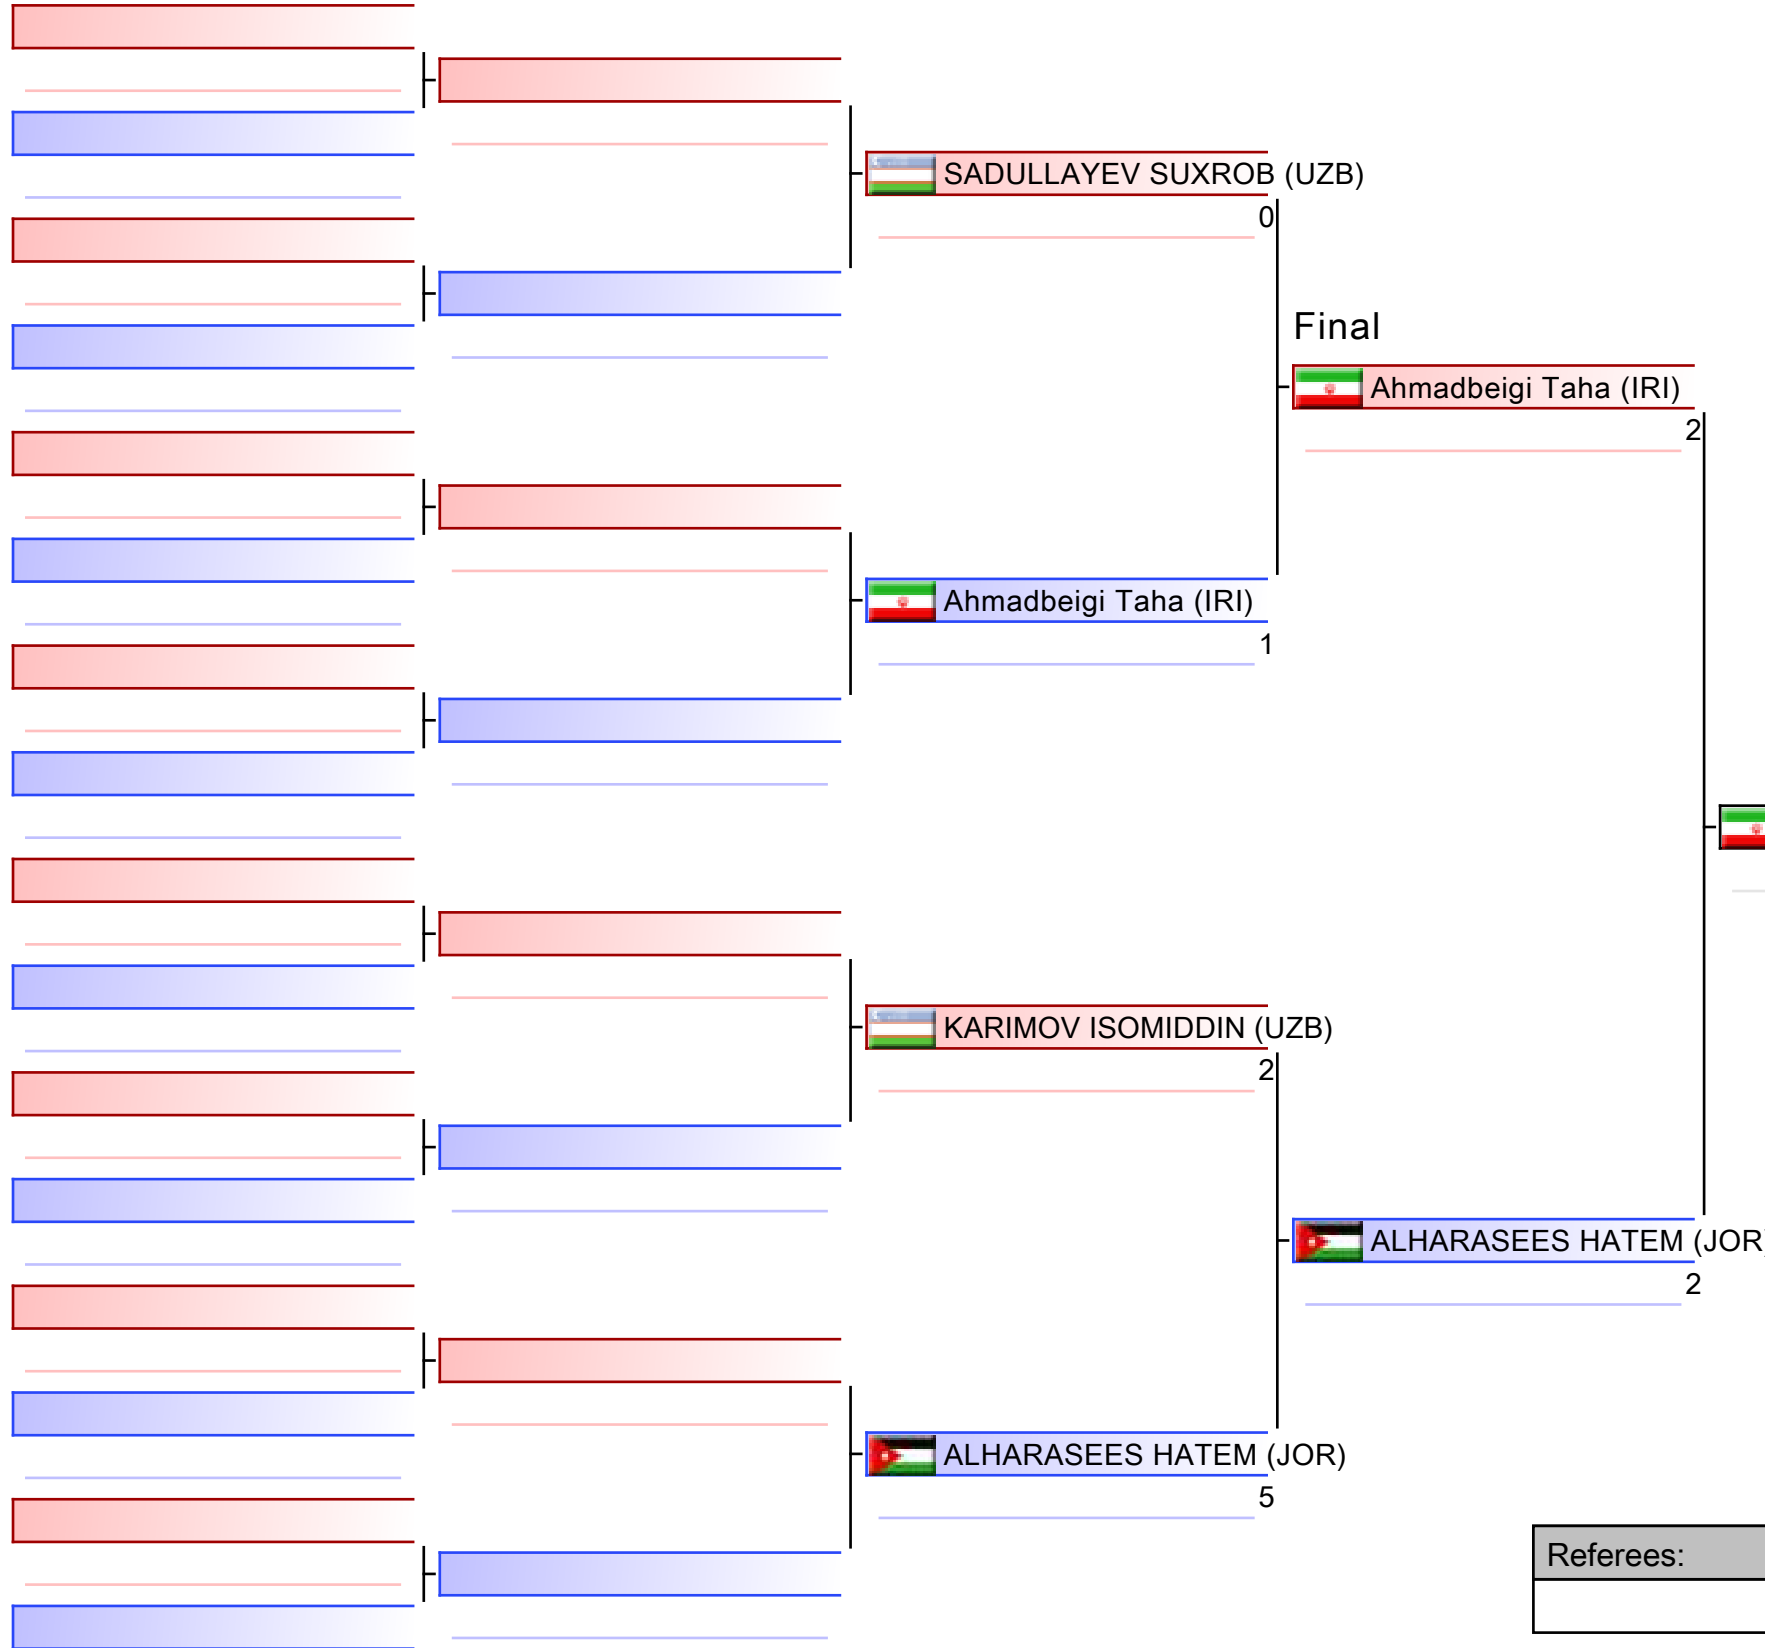 SADULLAYEV SUXROB (UZB)
0
Final
Ahmadbeigi Taha (IRI)
2
Ahmadbeigi Taha (IRI)
1
KARIMOV ISOMIDDIN (UZB)
2
ALHARASEES HATEM (JOR)
2
ALHARASEES HATEM (JOR)
5
Referees: